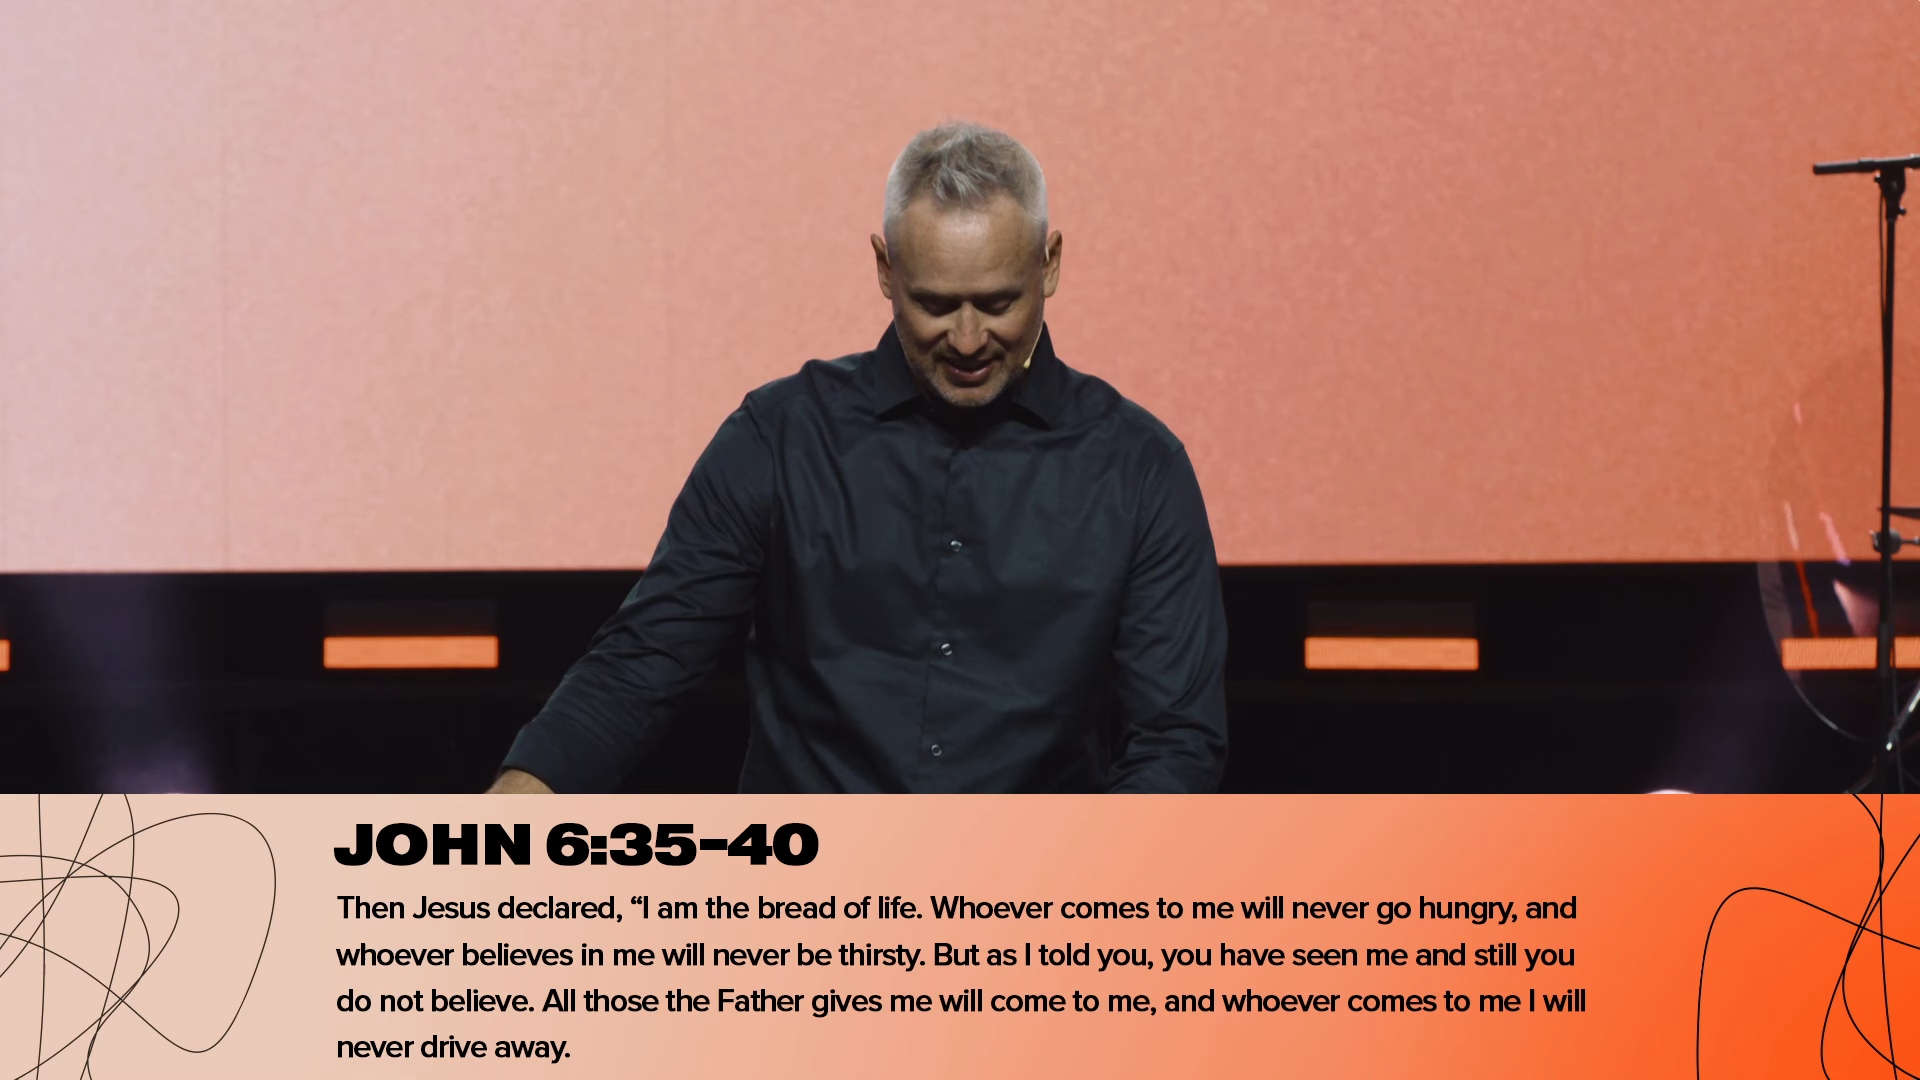 JOHN 6:35-40
Then Jesus declared, “I am the bread of life. Whoever comes to me will never go hungry, and
whoever believes in me will never be thirsty. But as I told you, you have seen me and still you
do not believe. All those the Father gives me will come to me, and whoever comes to me I will
never drive away.